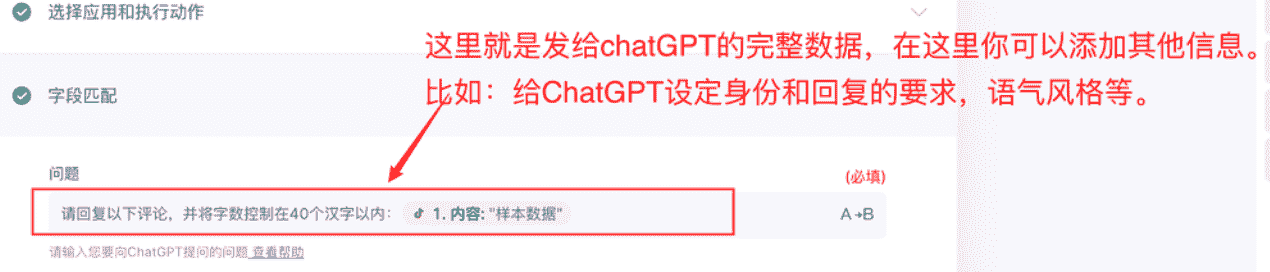 选择应用和执行动作
这里就是发给chatGPT的完整数据，在这里你可以添加其他信息。
比如：给ChatGPT设定身份和回复的要求，语气风格等。
字段匹配
问题
(必填)
请回复以下评论，并将字数控制在40个汉字以内： 1. 内容: "样本数据"
A→B
请输入您要向ChatGPT提问的问题 查看帮助